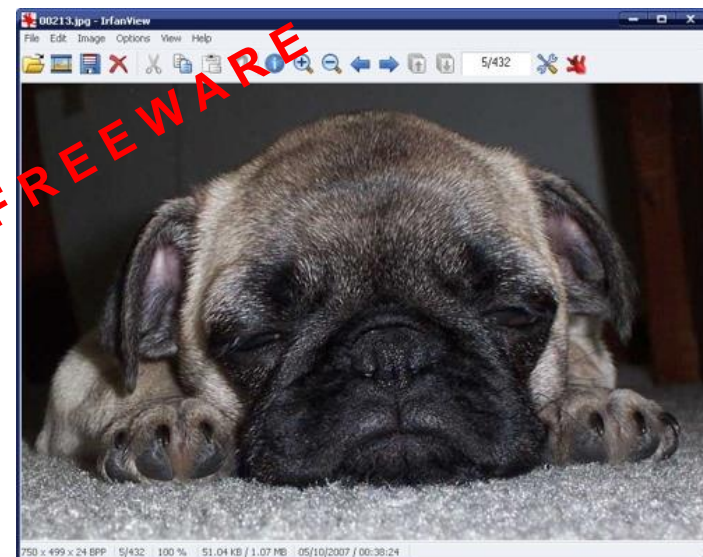 00213.jpg - IrfanView
File Edit Image Options View Help
5/432
FREEWARE
750 x 499 x 24 BPP 5/432 100 % 51.04 KB / 1.07 MB 05/10/2007 / 00:38:24